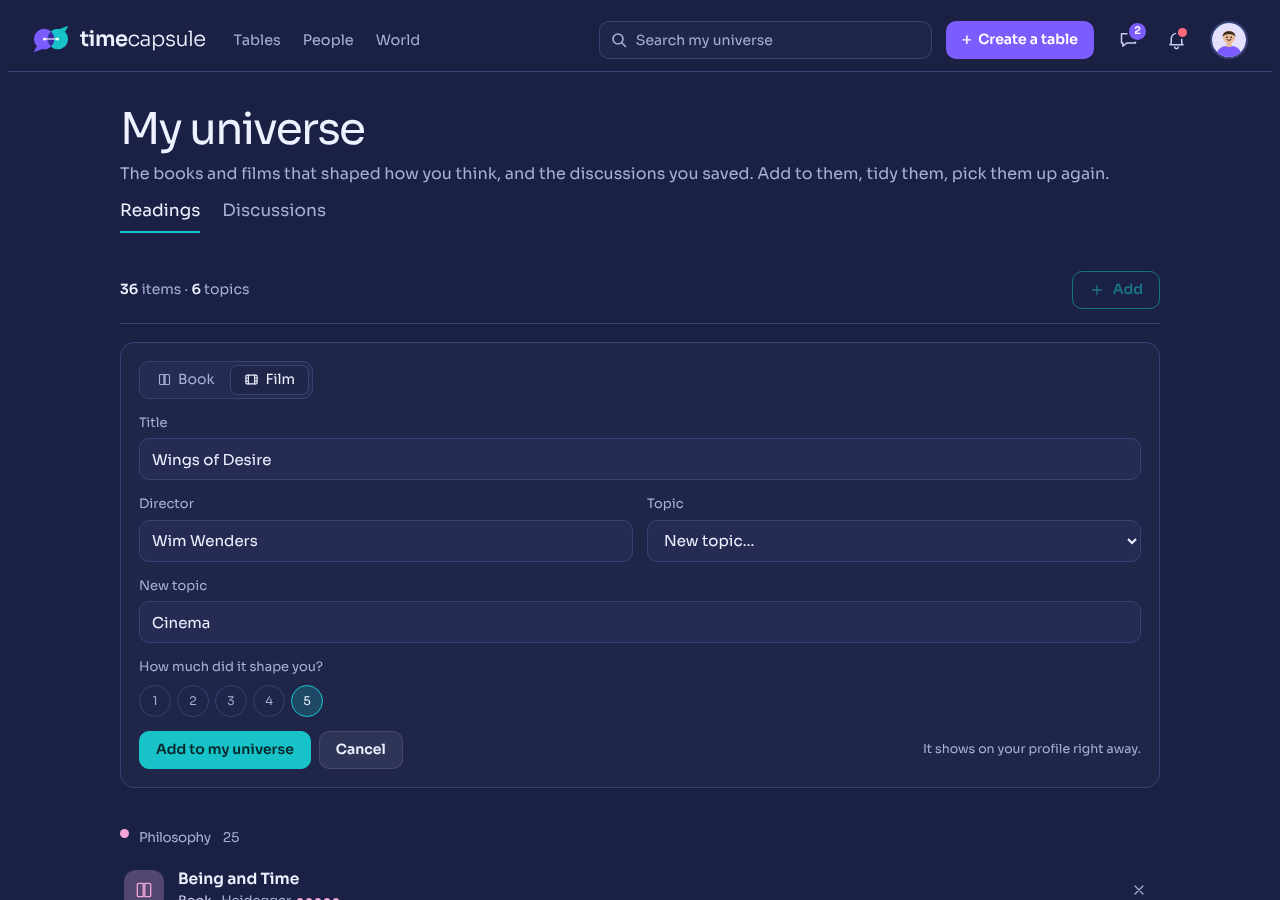 timecapsule Tables People World Search my universe + Create a table 2
My universe
The books and films that shaped how you think, and the discussions you saved. Add to them, tidy them, pick them up again.
Readings Discussions
36 items · 6 topics + Add
Book Film
Title
Wings of Desire
Director Topic
Wim Wenders New topic...
New topic
Cinema
How much did it shape you?
1 2 3 4 5
Add to my universe Cancel It shows on your profile right away.
Philosophy 25
Being and Time
Book · Heidegger